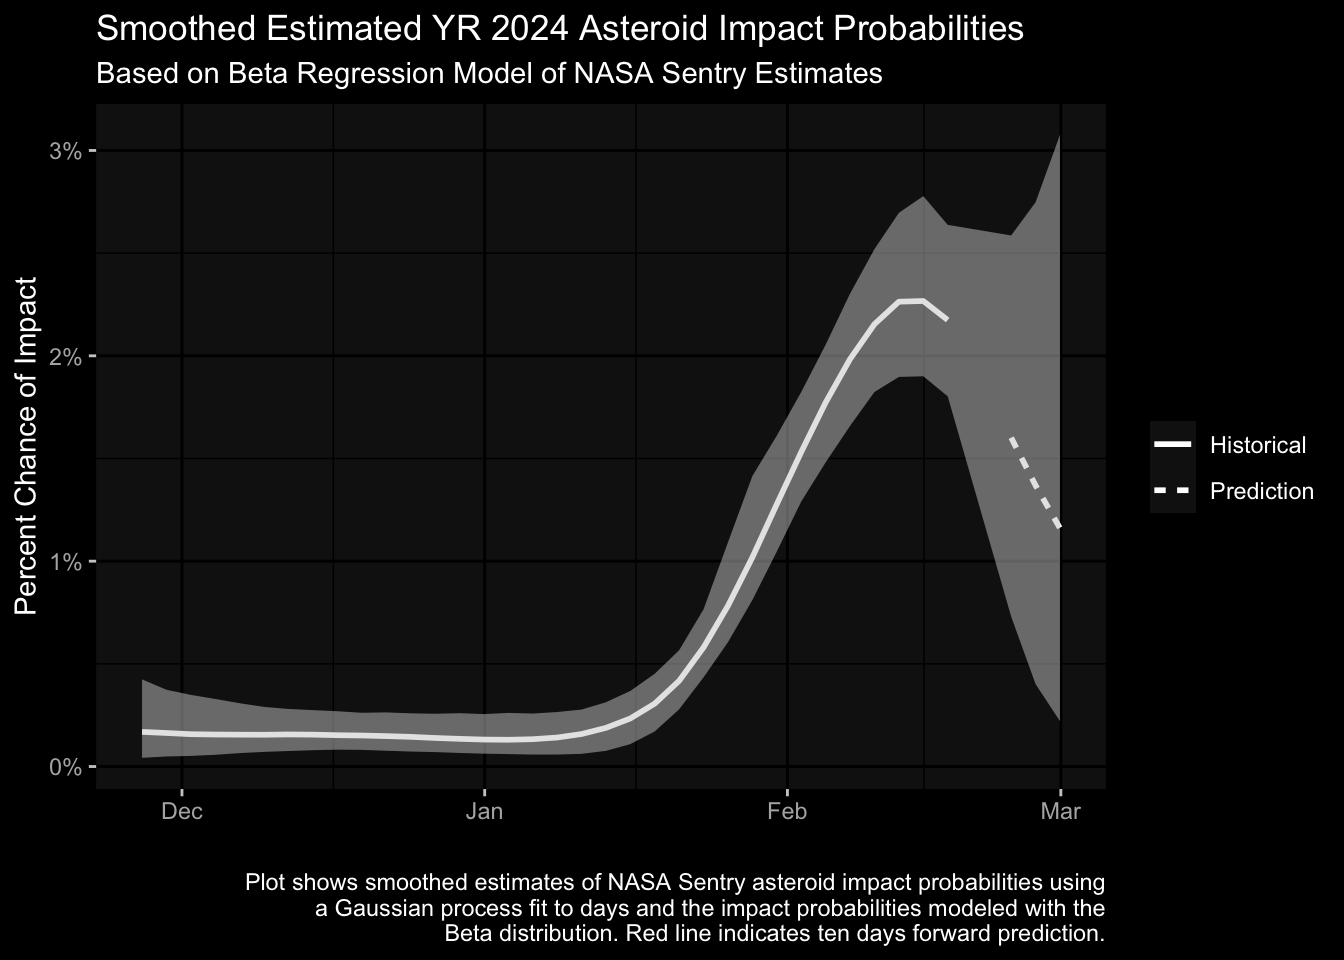 Smoothed Estimated YR 2024 Asteroid Impact Probabilities
Based on Beta Regression Model of NASA Sentry Estimates
Percent Chance of Impact
3%
2%
1%
0%
Dec
Jan
Feb
Mar
Historical
Prediction
Plot shows smoothed estimates of NASA Sentry asteroid impact probabilities using
a Gaussian process fit to days and the impact probabilities modeled with the
Beta distribution. Red line indicates ten days forward prediction.